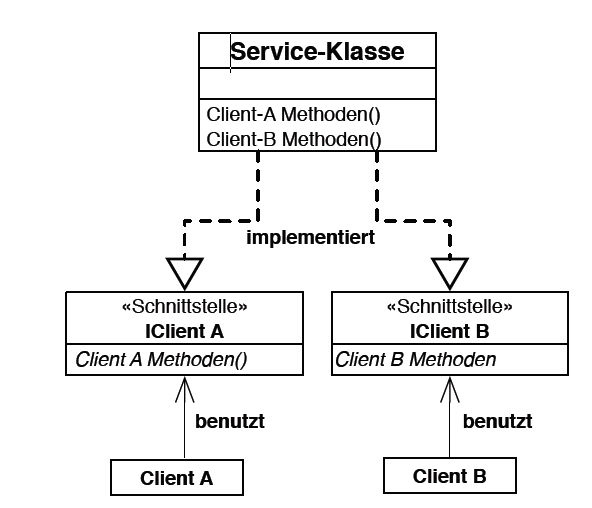 Service-Klasse
Client-A Methoden()
Client-B Methoden()
implementiert
«Schnittstelle»
IClient A
Client A Methoden()
«Schnittstelle»
IClient B
Client B Methoden
benutzt
benutzt
Client A
Client B